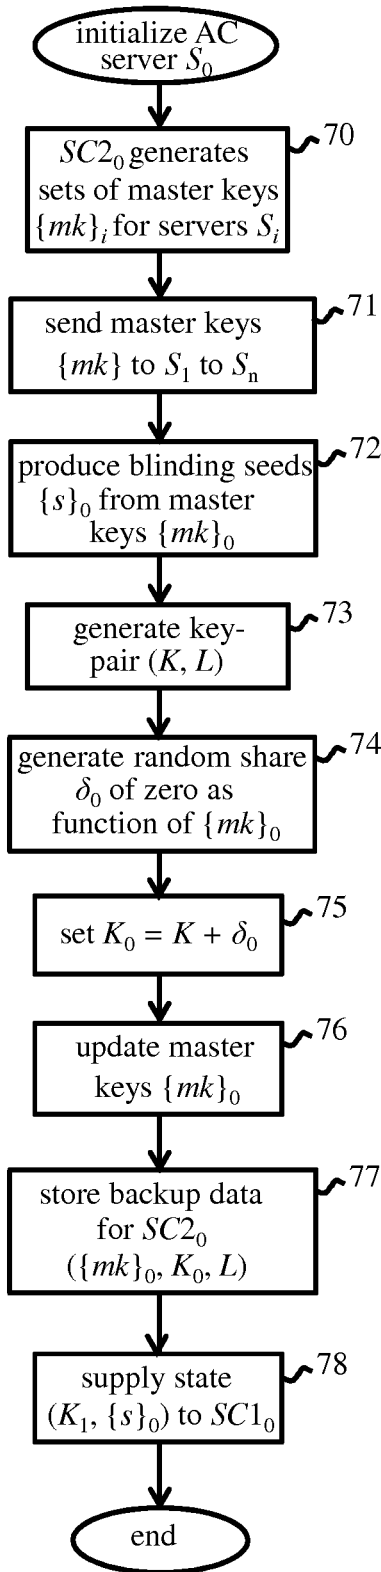 initialize AC
server S₀
70
SC2₀ generates
sets of master keys
{mk}ᵢ for servers Sᵢ
71
send master keys
{mk} to S₁ to Sₙ
72
produce blinding seeds
{s}₀ from master
keys {mk}₀
73
generate key-
pair (K, L)
74
generate random share
δ₀ of zero as
function of {mk}₀
75
set K₀ = K + δ₀
76
update master
keys {mk}₀
77
store backup data
for SC2₀
({mk}₀, K₀, L)
78
supply state
(K₁, {s}₀) to SC1₀
end